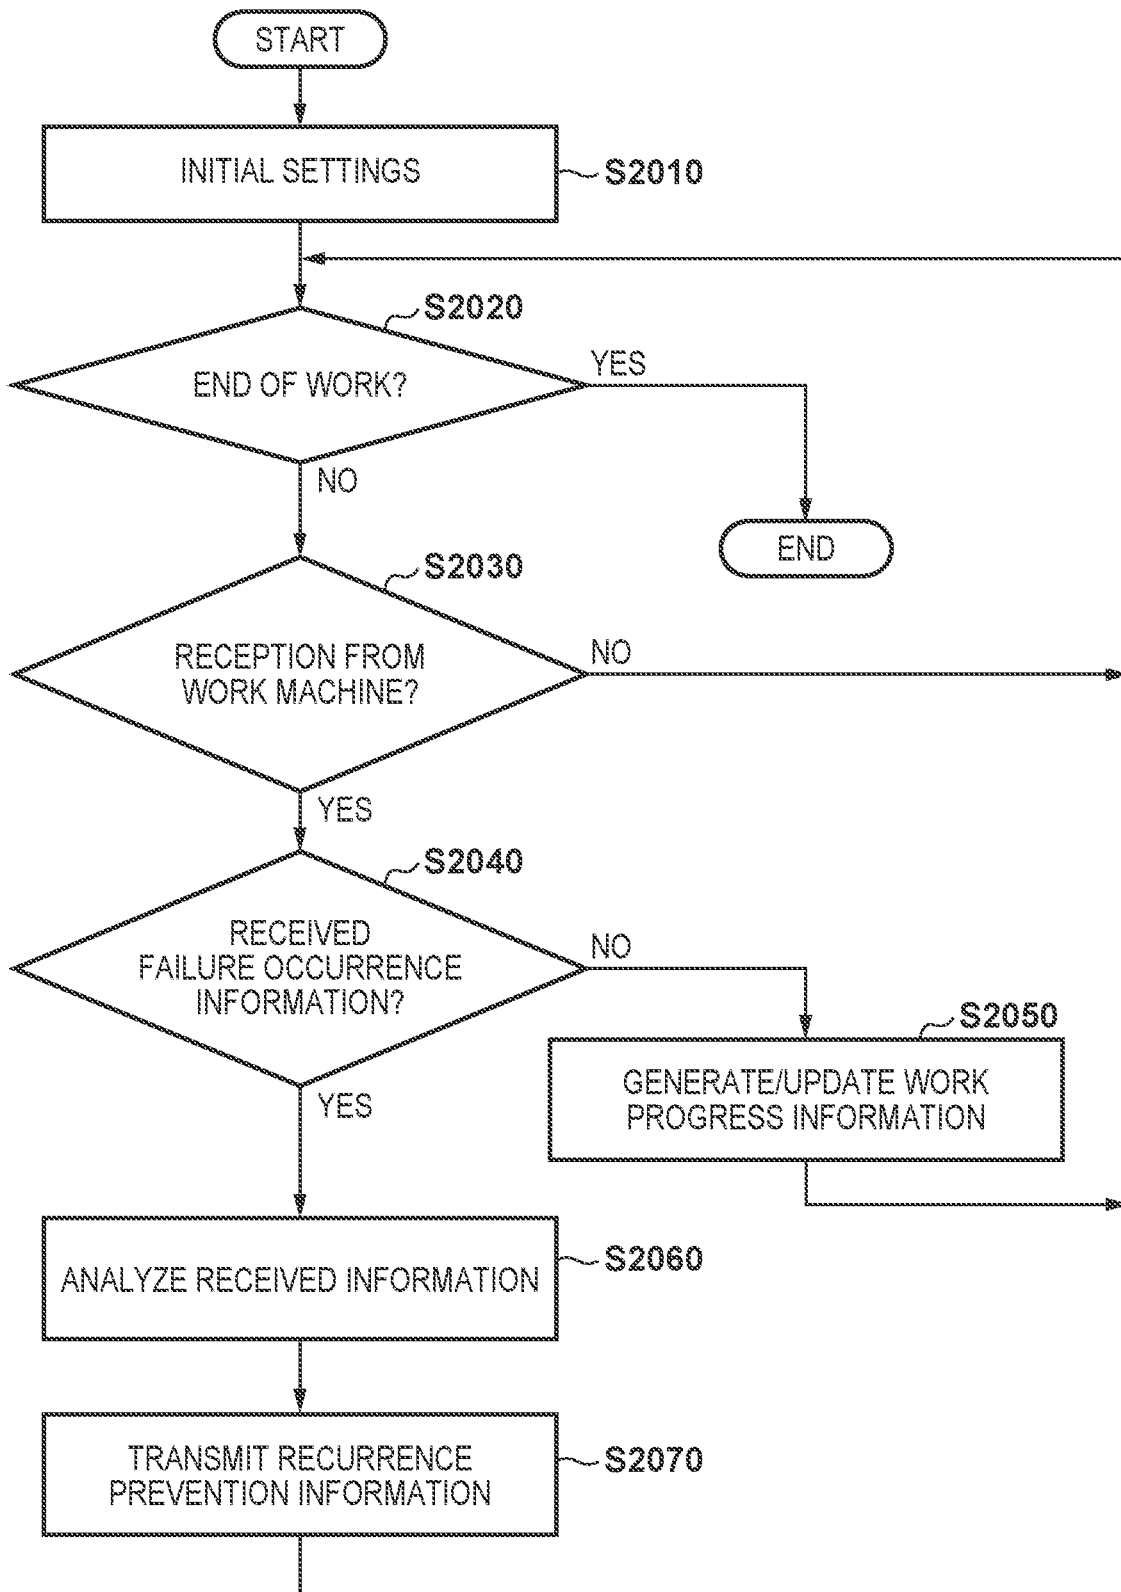 START
INITIAL SETTINGS
S2010
S2020
END OF WORK?
YES
NO
END
S2030
RECEPTION FROM
WORK MACHINE?
NO
YES
S2040
RECEIVED
FAILURE OCCURRENCE
INFORMATION?
NO
YES
S2050
GENERATE/UPDATE WORK
PROGRESS INFORMATION
ANALYZE RECEIVED INFORMATION
S2060
TRANSMIT RECURRENCE
PREVENTION INFORMATION
S2070